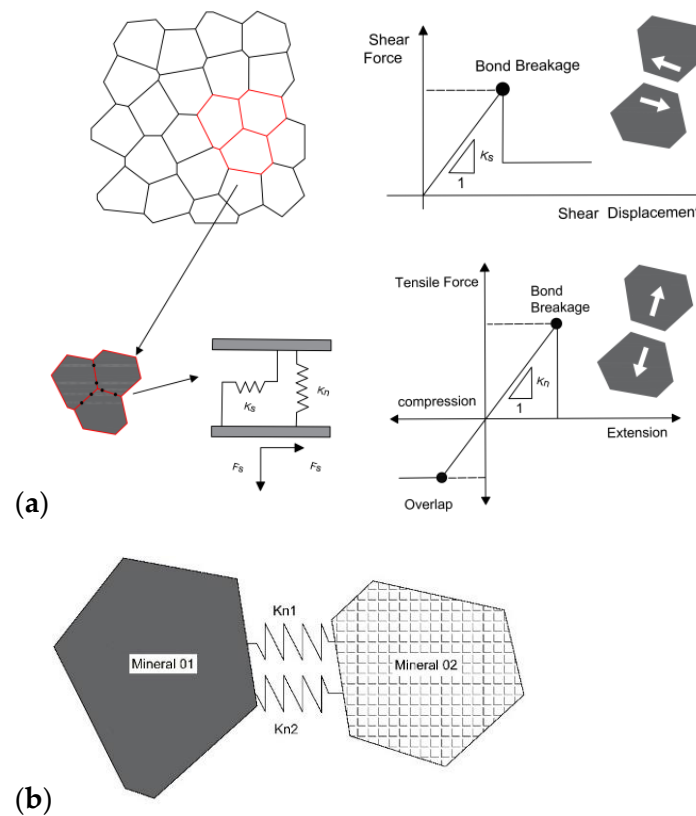 Shear
Force
Bond Breakage
Ks
1
Shear Displacement
Tensile Force
Bond
Breakage
Kn
1
compression
Extension
Overlap
Ks
Kn
Fs
Fs
(a)
Kn1
Mineral 01
Mineral 02
Kn2
(b)